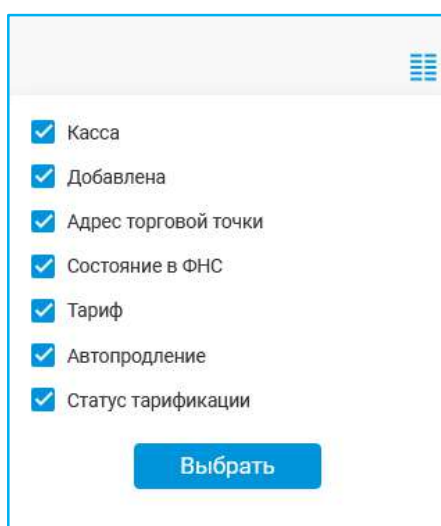 Касса
Добавлена
Адрес торговой точки
Состояние в ФНС
Тариф
Автопродление
Статус тарификации
Выбрать